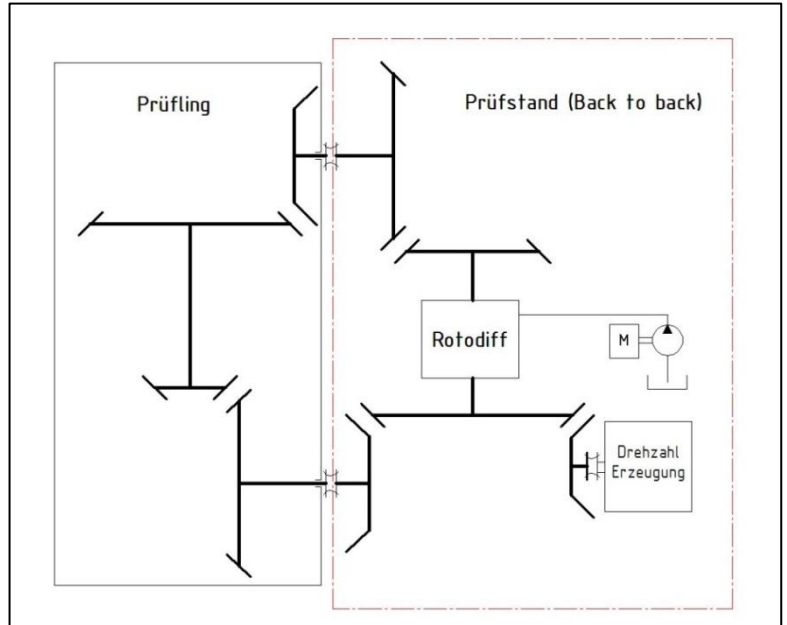 Prüfling
Prüfstand (Back to back)
Rotodiff
M
Drehzahl
Erzeugung